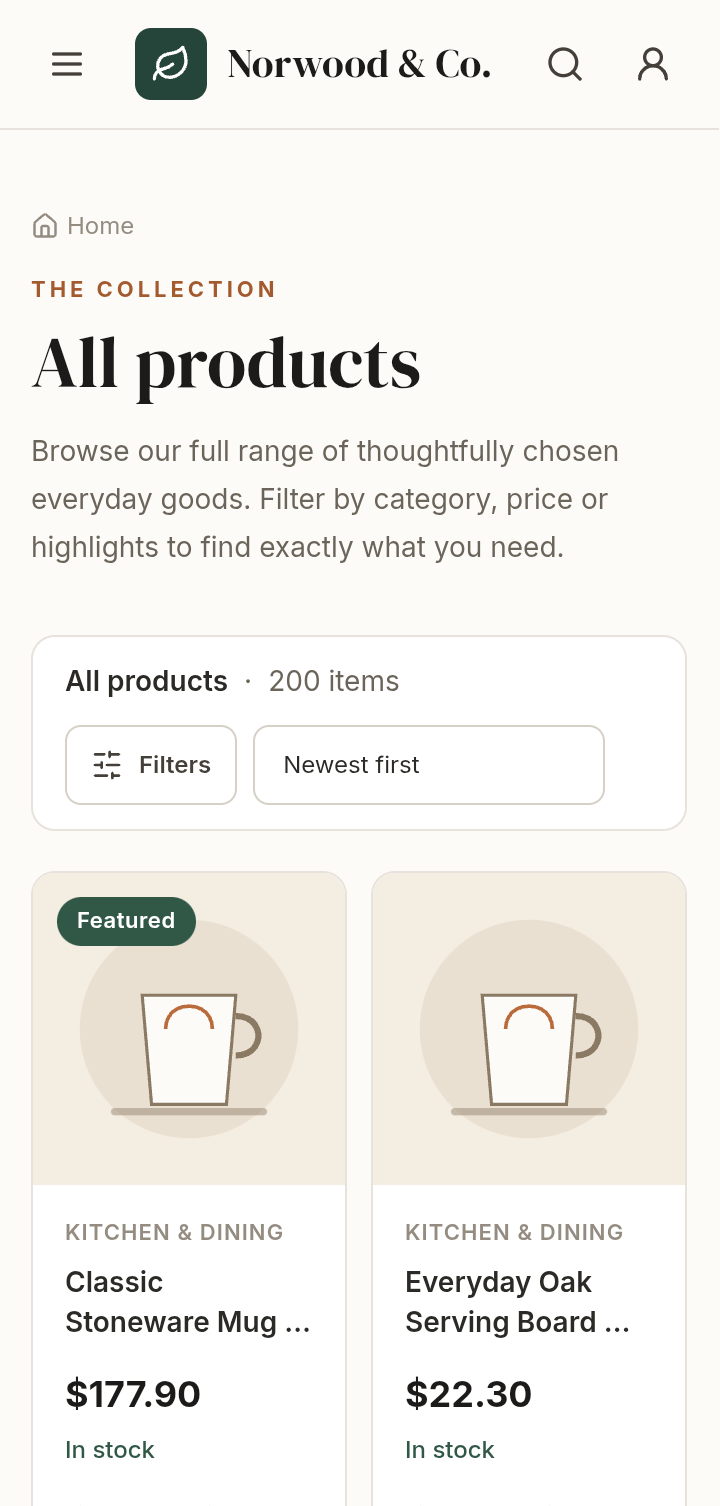 Norwood & Co.
Home
THE COLLECTION
All products
Browse our full range of thoughtfully chosen
everyday goods. Filter by category, price or
highlights to find exactly what you need.
All products · 200 items
Filters
Newest first
Featured
KITCHEN & DINING
Classic
Stoneware Mug ...
$177.90
In stock
KITCHEN & DINING
Everyday Oak
Serving Board ...
$22.30
In stock